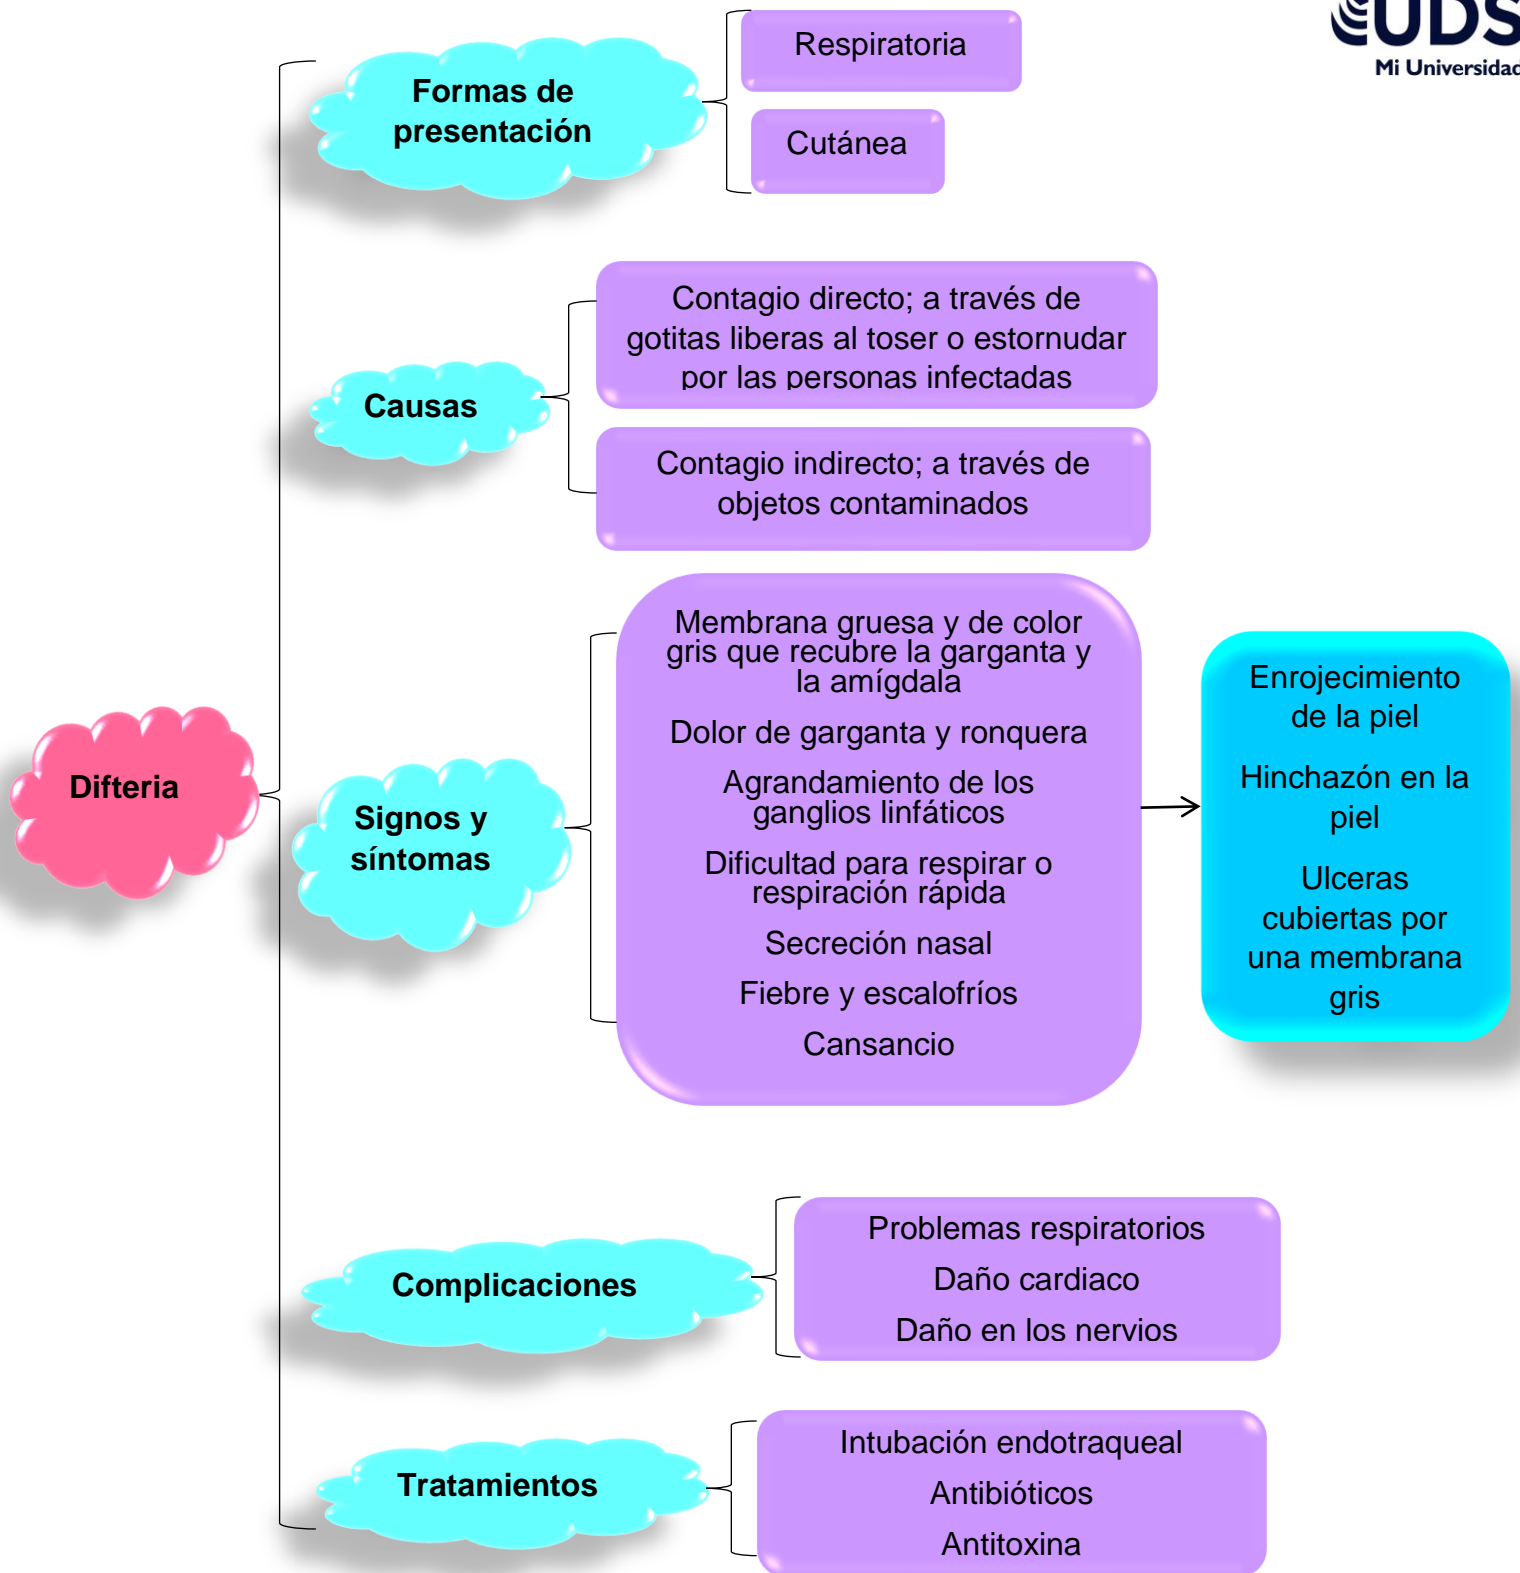 UDS
Mi Universidad
Respiratoria
Formas de
presentación
Cutánea
Contagio directo; a través de
gotitas liberas al toser o estornudar
por las personas infectadas
Causas
Contagio indirecto; a través de
objetos contaminados
Membrana gruesa y de color
gris que recubre la garganta y
la amígdala
Dolor de garganta y ronquera
Agrandamiento de los
ganglios linfáticos
Dificultad para respirar o
respiración rápida
Secreción nasal
Fiebre y escalofríos
Cansancio
Enrojecimiento
de la piel
Hinchazón en la
piel
Ulceras
cubiertas por
una membrana
gris
Difteria
Signos y
síntomas
Problemas respiratorios
Daño cardiaco
Daño en los nervios
Complicaciones
Intubación endotraqueal
Antibióticos
Antitoxina
Tratamientos